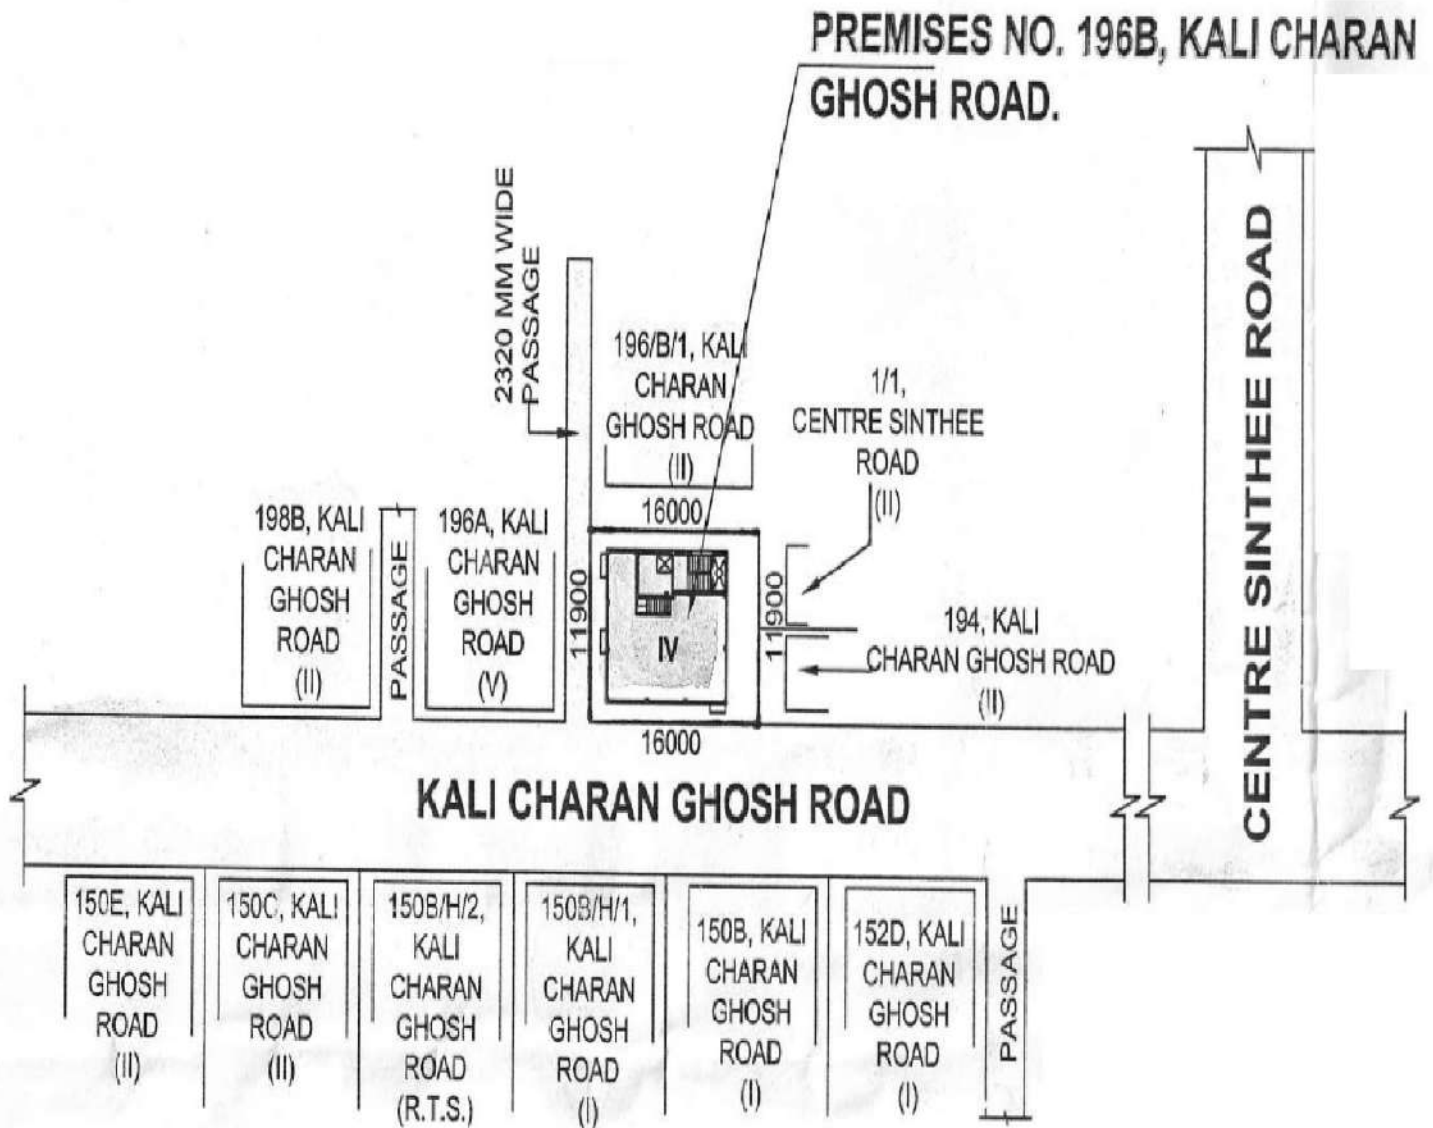 PREMISES NO. 196B, KALI CHARAN
GHOSH ROAD.
2320 MM WIDE
PASSAGE
196/B/1, KALI
CHARAN
GHOSH ROAD
(II)
1/1,
CENTRE SINTHEE
ROAD
(II)
CENTRE SINTHEE ROAD
198B, KALI
CHARAN
GHOSH
ROAD
(II)
PASSAGE
196A, KALI
CHARAN
GHOSH
ROAD
(V)
16000
11900
IV
11900
16000
194, KALI
CHARAN GHOSH ROAD
(II)
KALI CHARAN GHOSH ROAD
150E, KALI
CHARAN
GHOSH
ROAD
(II)
150C, KALI
CHARAN
GHOSH
ROAD
(II)
150B/H/2,
KALI
CHARAN
GHOSH
ROAD
(R.T.S.)
150B/H/1,
KALI
CHARAN
GHOSH
ROAD
(I)
150B, KALI
CHARAN
GHOSH
ROAD
(I)
152D, KALI
CHARAN
GHOSH
ROAD
(I)
PASSAGE